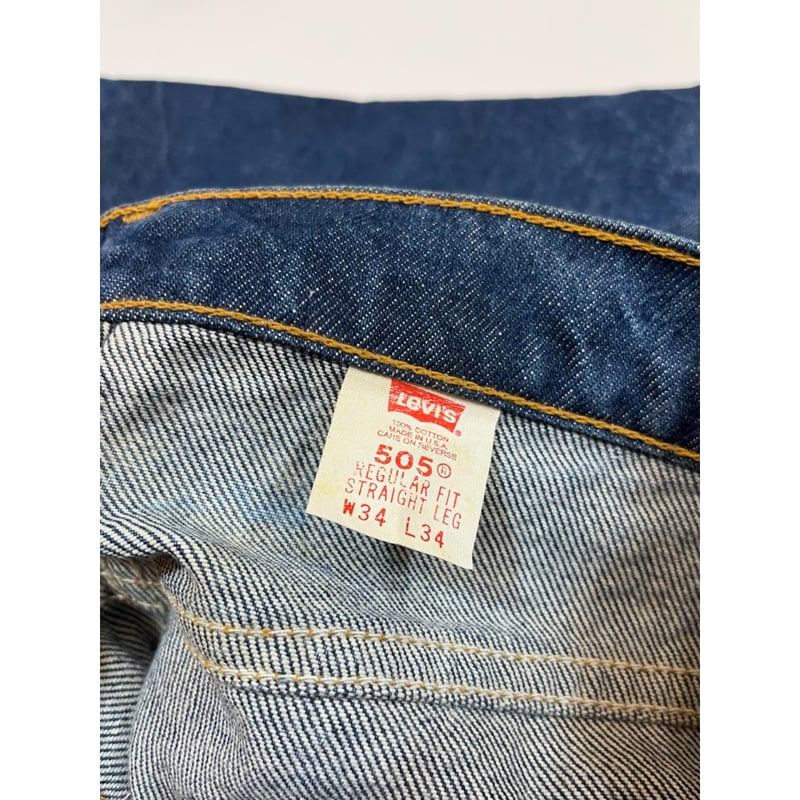 Levi's
100% COTTON
MADE IN U.S.A.
CARE ON REVERSE
505®
REGULAR FIT
STRAIGHT LEG
W34 L34